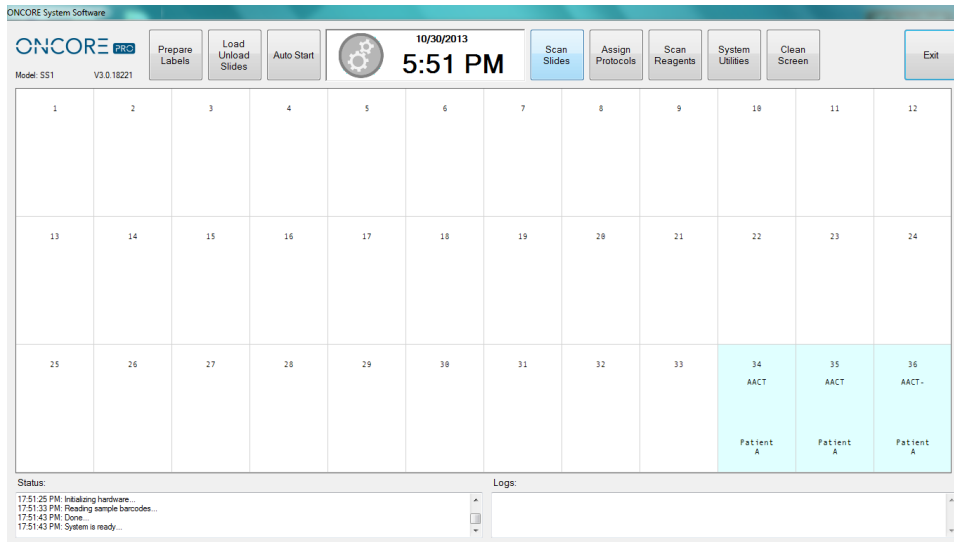 ONCORE System Software
ONCORE PRO
Model: SS1 V3.0.18221
Prepare
Labels
Load
Unload
Slides
Auto Start
10/30/2013
5:51 PM
Scan
Slides
Assign
Protocols
Scan
Reagents
System
Utilities
Clean
Screen
Exit
1 2 3 4 5 6 7 8 9 10 11 12
13 14 15 16 17 18 19 20 21 22 23 24
25 26 27 28 29 30 31 32 33 34 35 36
AACT AACT AACT-
Patient Patient Patient
A A A
Status:
17:51:25 PM: Initializing hardware...
17:51:33 PM: Reading sample barcodes...
17:51:43 PM: Done...
17:51:43 PM: System is ready...
Logs: